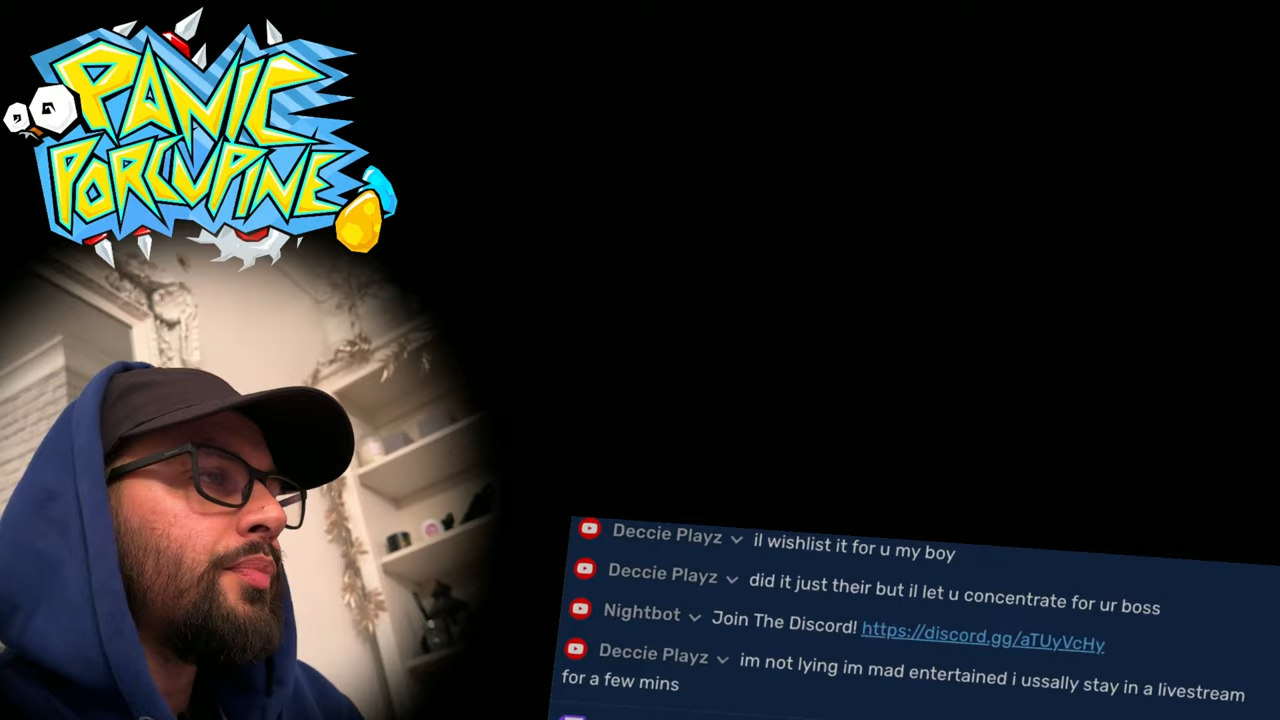 PANIC
PORCUPINE
Deccie Playz il wishlist it for u my boy
Deccie Playz did it just their but il let u concentrate for ur boss
Nightbot Join The Discord! https://discord.gg/aTUyVcHy
Deccie Playz im not lying im mad entertained i ussally stay in a livestream
for a few mins